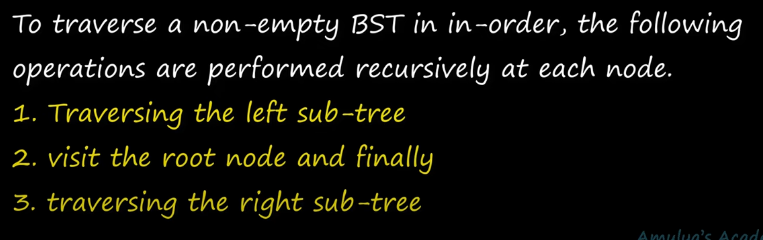 To traverse a non-empty BST in in-order, the following
operations are performed recursively at each node.
1. Traversing the left sub-tree
2. visit the root node and finally
3. traversing the right sub-tree
Amulya's